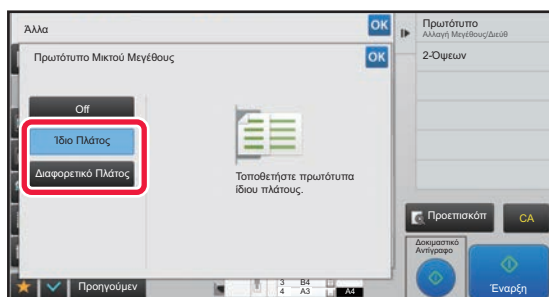 Άλλα
OK
Πρωτότυπο
Αλλαγή Μεγέθους/Διεύθ
Πρωτότυπο Μικτού Μεγέθους
OK
2-Όψεων
Off
Ίδιο Πλάτος
Διαφορετικό Πλάτος
Τοποθετήστε πρωτότυπα
ίδιου πλάτους.
Προεπισκόπ
CA
Δοκιμαστικό
Αντίγραφο
Έναρξη
Προηγούμεν
3 B4
4 A3
A4